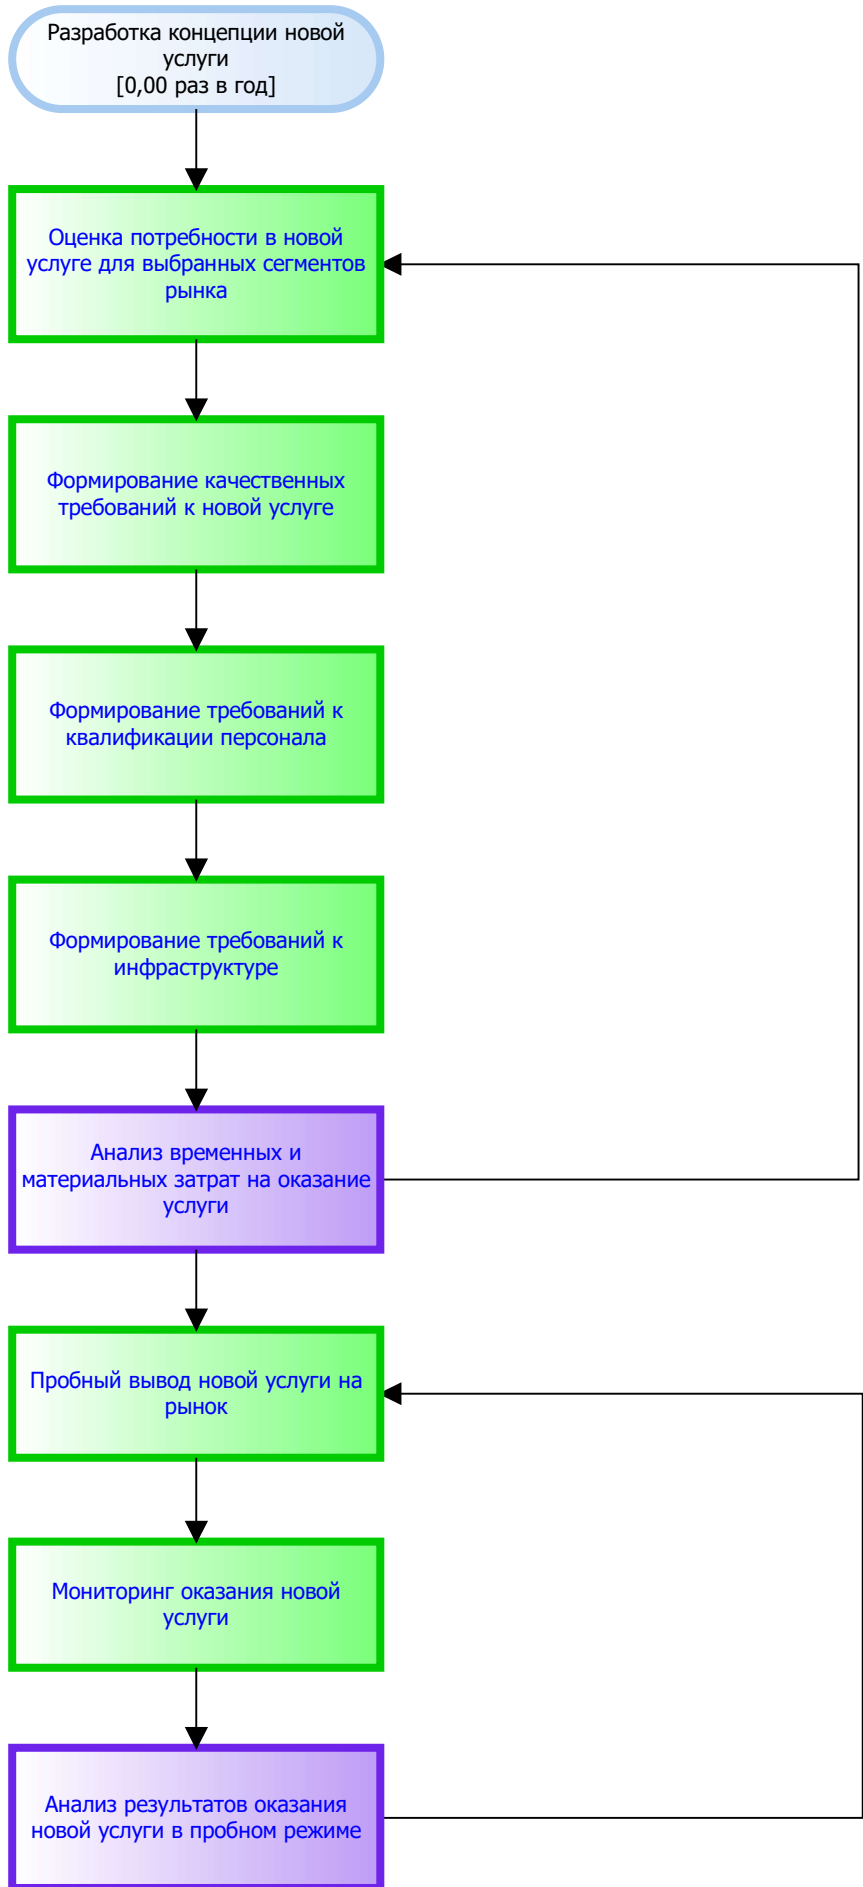 Разработка концепции новой
услуги
[0,00 раз в год]
Оценка потребности в новой
услуге для выбранных сегментов
рынка
Формирование качественных
требований к новой услуге
Формирование требований к
квалификации персонала
Формирование требований к
инфраструктуре
Анализ временных и
материальных затрат на оказание
услуги
Пробный вывод новой услуги на
рынок
Мониторинг оказания новой
услуги
Анализ результатов оказания
новой услуги в пробном режиме